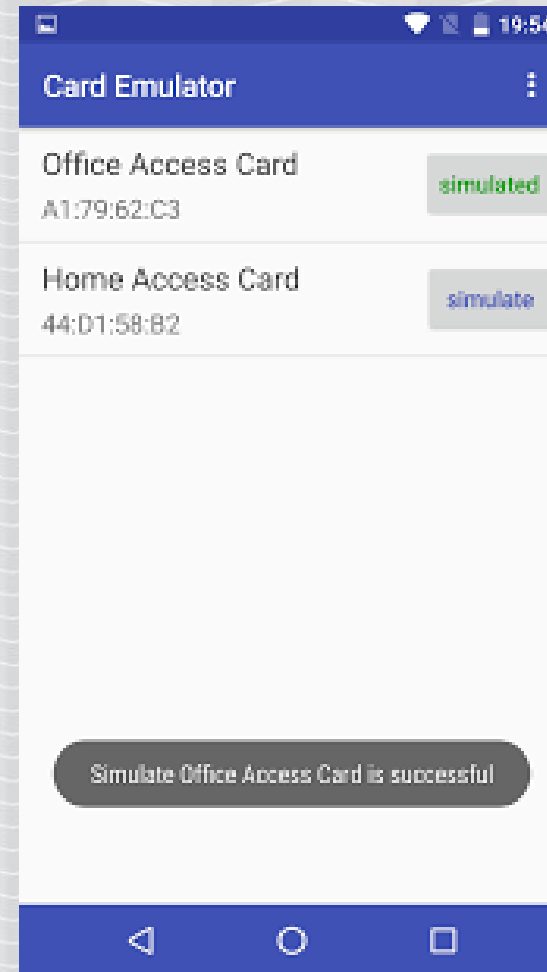 19:54
Card Emulator
Office Access Card
simulated
A1:79:62:C3
Home Access Card
simulate
44:D1:58:B2
Simulate Office Access Card is successful